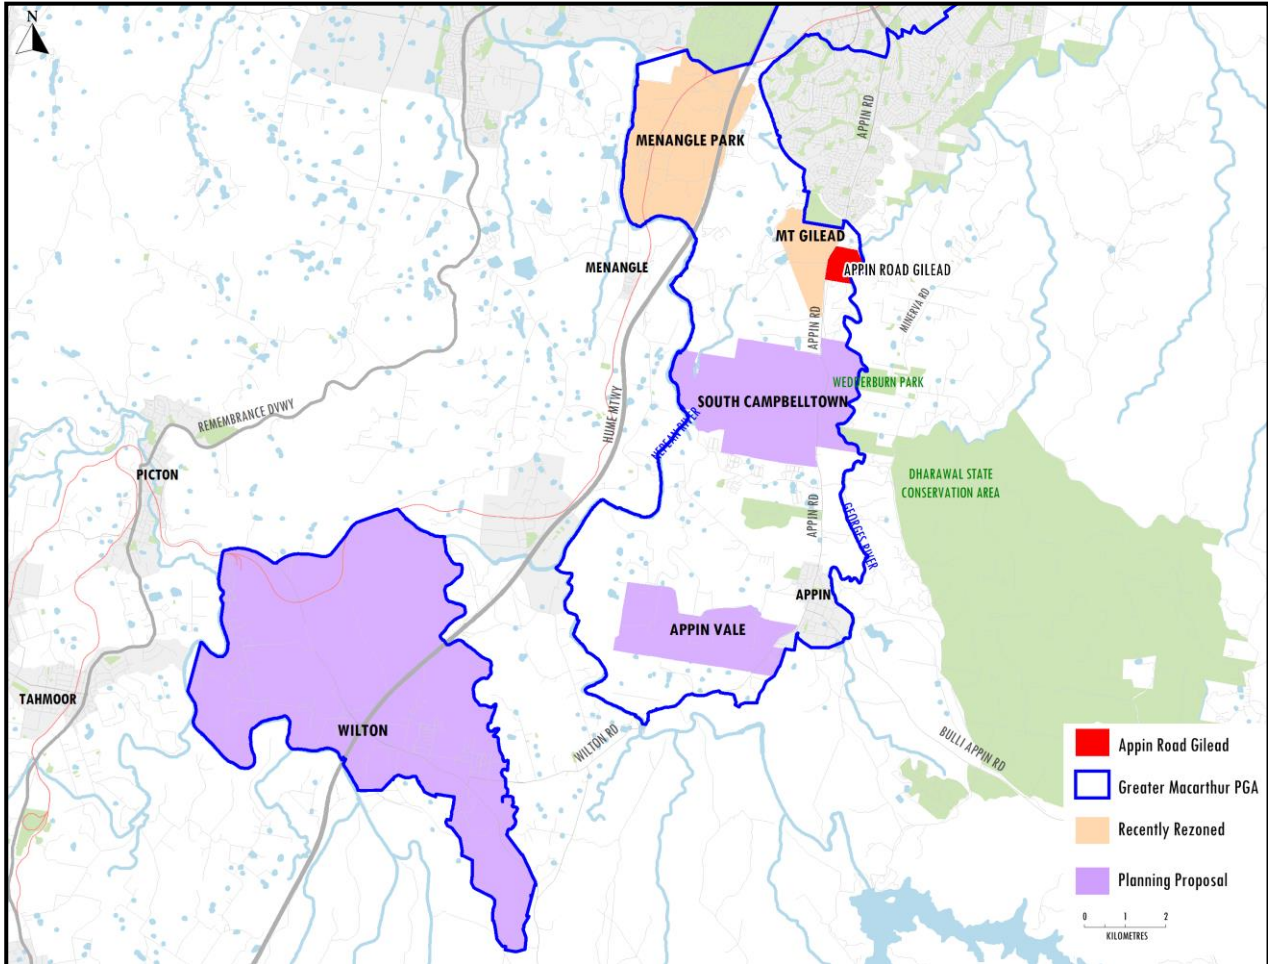 N
APPIN RD
MENANGLE PARK
MT GILEAD
MENANGLE
APPIN ROAD GILEAD
MINERVA RD
APPIN RD
WEDDERBURN PARK
HUME MTWY
SOUTH CAMPBELLTOWN
REMEMBRANCE DVWY
NEPEAN RIVER
PICTON
DHARAWAL STATE
CONSERVATION AREA
APPIN RD
GEORGES RIVER
APPIN
APPIN VALE
TAHMOOR
WILTON
WILTON RD
BULLI APPIN RD
Appin Road Gilead
Greater Macarthur PGA
Recently Rezoned
Planning Proposal
0 1 2
KILOMETRES